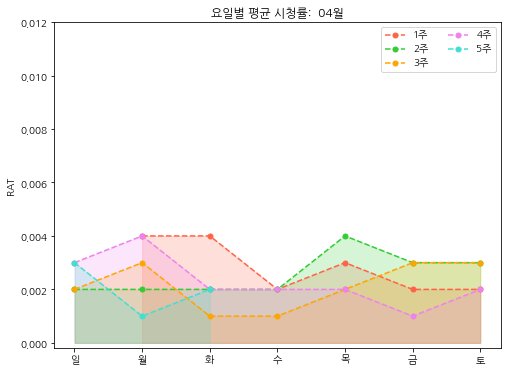 요일별 평균 시청률: 04월
1주
2주
3주
4주
5주
0,012
0,010
0,008
0,006
0,004
0,002
0,000
RAT
일 월 화 수 목 금 토